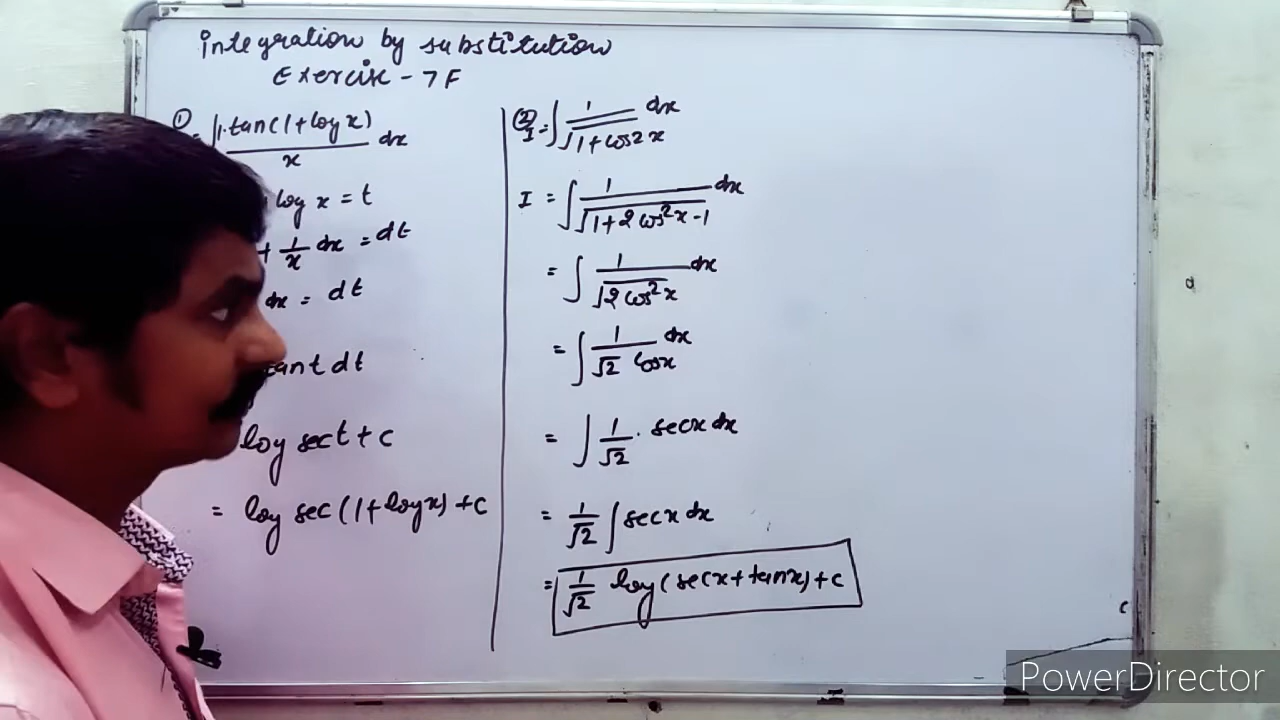 integration by substitution
Exercise - 7F
① = ∫ 1·tan(1+log x)/x dx
log x = t
+ 1/x dx = dt
dx = dt
tant dt
log sect + c
= log sec(1+log x) + c
② I = ∫ 1/√(1+cos2x) dx
I = ∫ 1/√(1+2cos²x-1) dx
= ∫ 1/√(2cos²x) dx
= ∫ 1/(√2 cosx) dx
= ∫ 1/√2 · secx dx
= 1/√2 ∫ secx dx
= 1/√2 log(secx+tanx)+c
c
PowerDirector